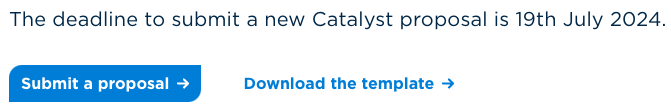 The deadline to submit a new Catalyst proposal is 19th July 2024.
Submit a proposal → Download the template →